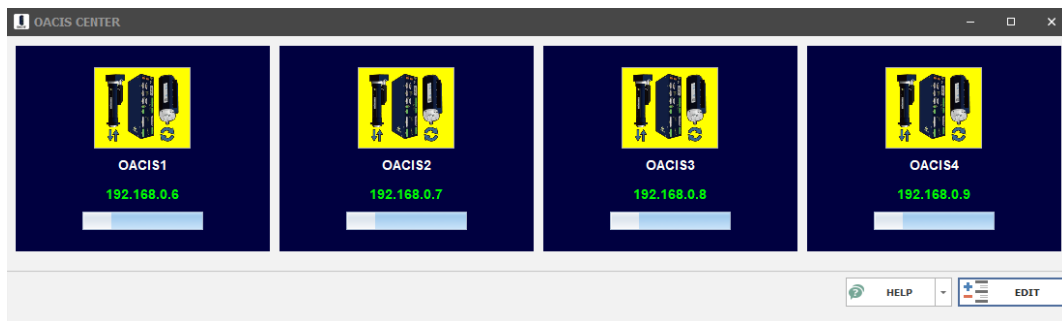 OACIS CENTER
OACIS1
192.168.0.6
OACIS2
192.168.0.7
OACIS3
192.168.0.8
OACIS4
192.168.0.9
HELP
EDIT